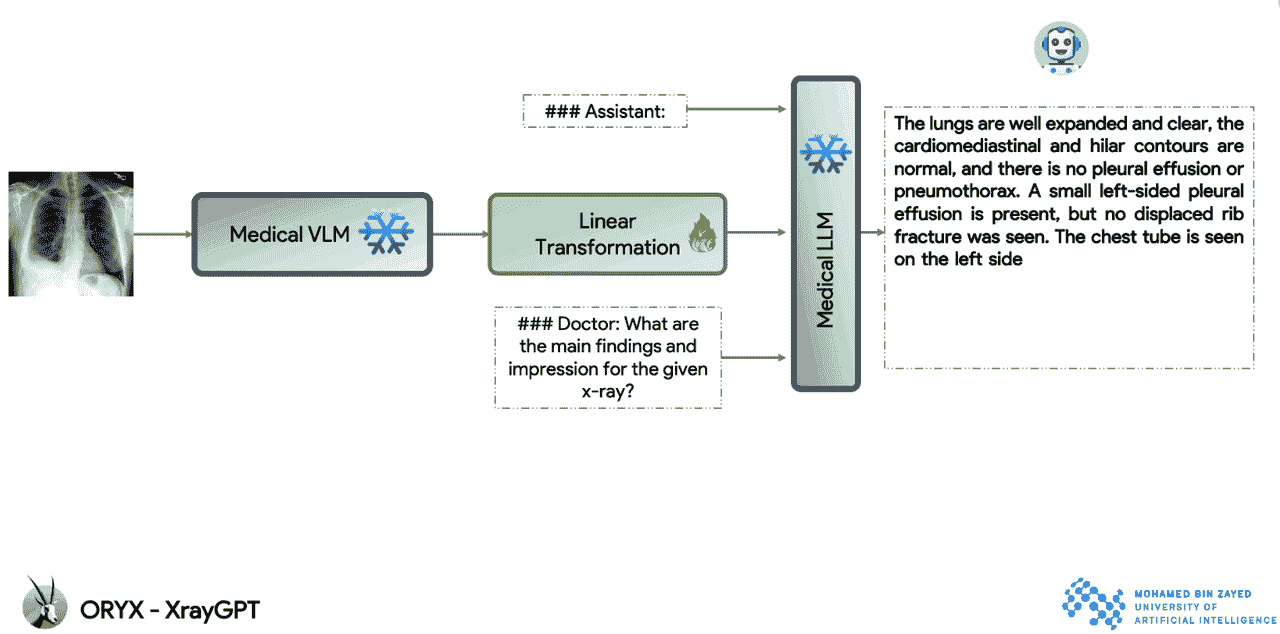 ### Assistant:
Medical VLM
Linear
Transformation
### Doctor: What are
the main findings and
impression for the given
x-ray?
Medical LLM
The lungs are well expanded and clear, the
cardiomediastinal and hilar contours are
normal, and there is no pleural effusion or
pneumothorax. A small left-sided pleural
effusion is present, but no displaced rib
fracture was seen. The chest tube is seen
on the left side
ORYX - XrayGPT
MOHAMED BIN ZAYED
UNIVERSITY OF
ARTIFICIAL INTELLIGENCE